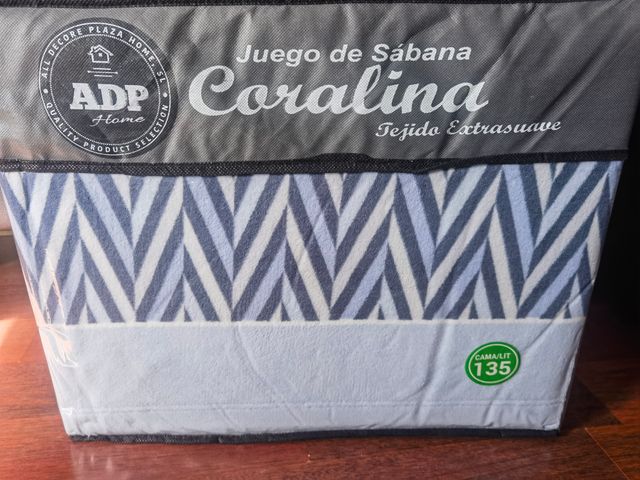 ALL DECORE PLAZA HOME, SL
ADP
Home
QUALITY PRODUCT SELECTION
Juego de Sábana
Coralina
Tejido Extrasuave
CAMA/LIT
135